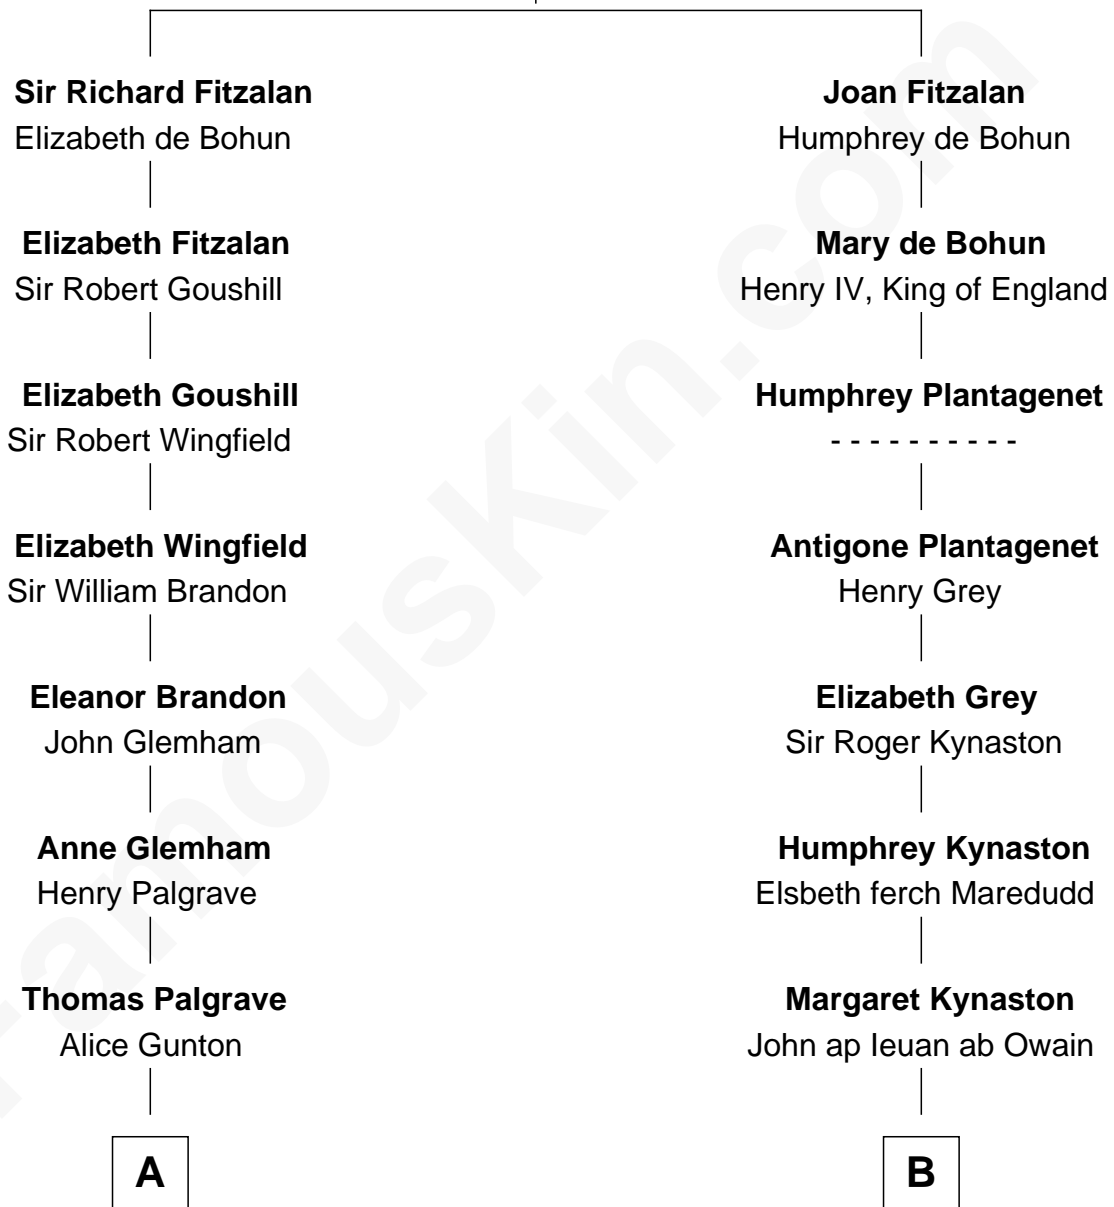 Sir Richard Fitzalan
Elizabeth de Bohun
Elizabeth Fitzalan
Sir Robert Goushill
Elizabeth Goushill
Sir Robert Wingfield
Elizabeth Wingfield
Sir William Brandon
Eleanor Brandon
John Glemham
Anne Glemham
Henry Palgrave
Thomas Palgrave
Alice Gunton
A
Joan Fitzalan
Humphrey de Bohun
Mary de Bohun
Henry IV, King of England
Humphrey Plantagenet
- - - - - - - - - -
Antigone Plantagenet
Henry Grey
Elizabeth Grey
Sir Roger Kynaston
Humphrey Kynaston
Elsbeth ferch Maredudd
Margaret Kynaston
John ap Ieuan ab Owain
B
FamousKin.com